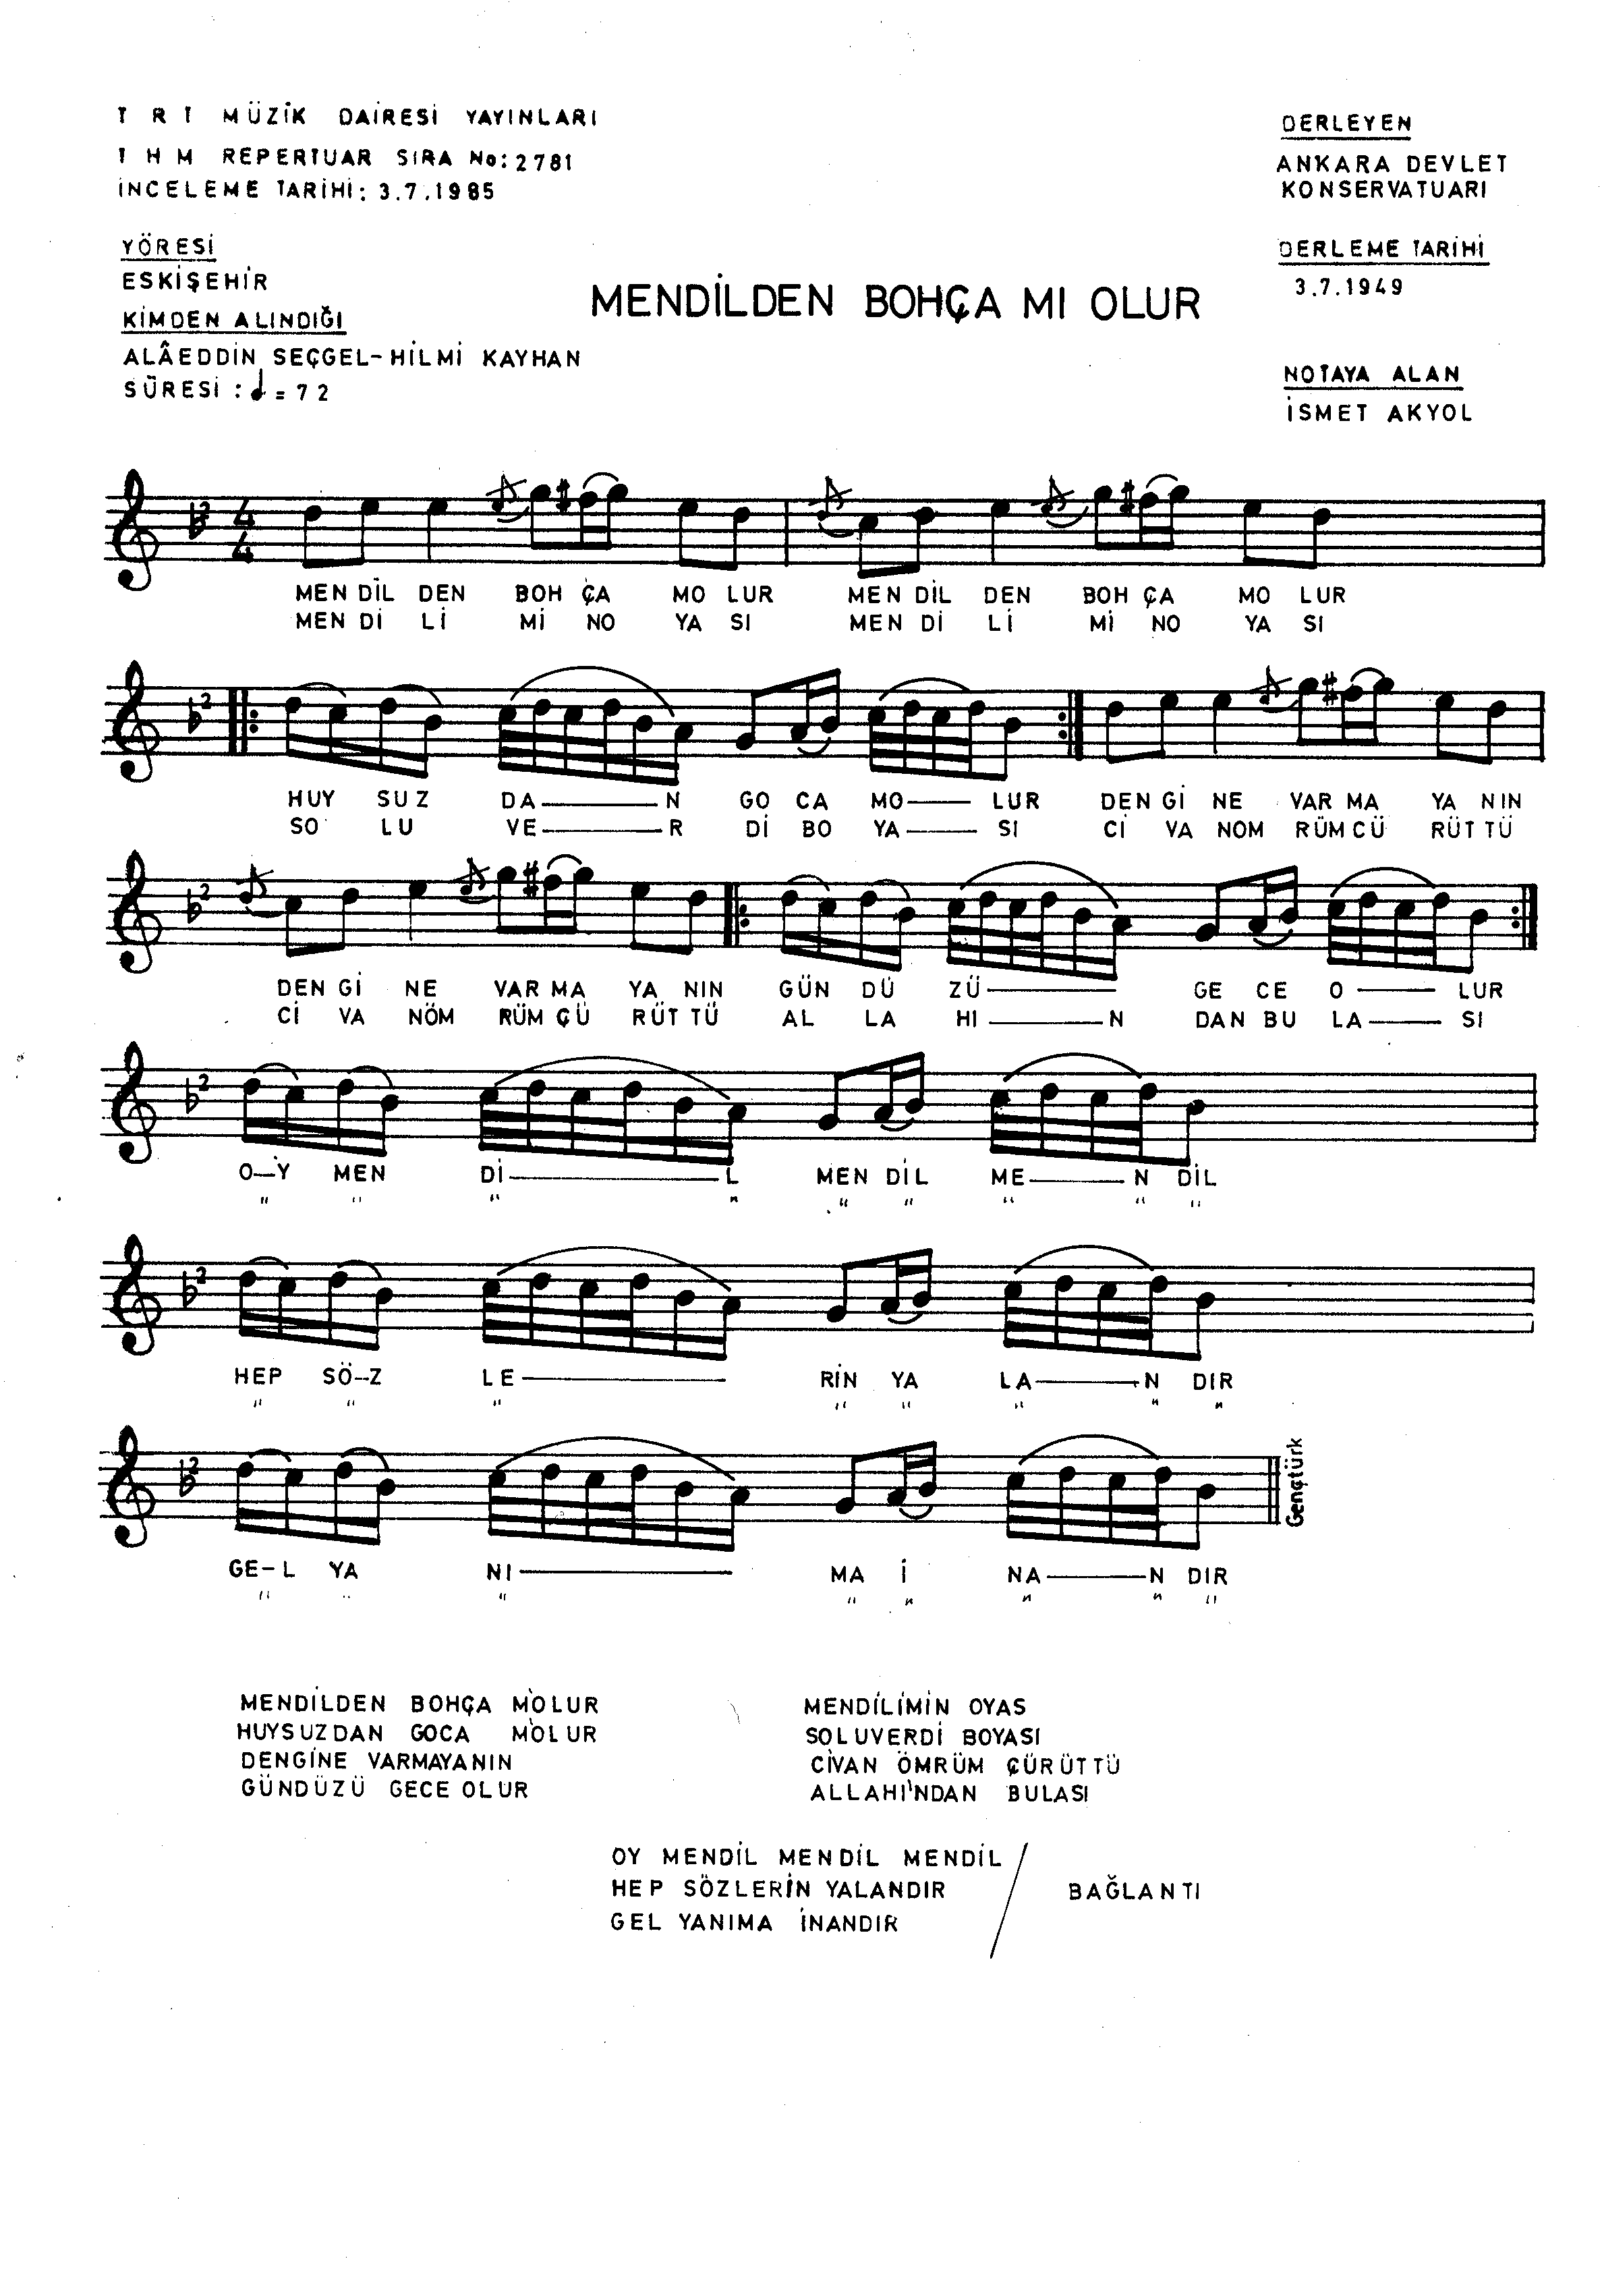 T R T MÜZİK DAİRESİ YAYINLARI
T H M REPERTUAR SIRA No: 2781
İNCELEME TARİHİ: 3.7.1985
DERLEYEN
ANKARA DEVLET
KONSERVATUARI
YÖRESİ
ESKİŞEHİR
KİMDEN ALINDIĞI
ALÂEDDİN SEÇGEL-HİLMİ KAYHAN
SÜRESİ : ♩ = 72
MENDİLDEN BOHÇA MI OLUR
DERLEME TARİHİ
3.7.1949
NOTAYA ALAN
İSMET AKYOL
MEN DİL DEN BOH ÇA MO LUR MEN DİL DEN BOH ÇA MO LUR
MEN Dİ Lİ Mİ NO YA SI MEN Dİ Lİ Mİ NO YA SI
HUY SUZ DA——N GO CA MO—— LUR DEN Gİ NE VAR MA YA NIN
SO LU VE——R Dİ BO YA—— SI Cİ VA NOM RÜM CÜ RÜT TÜ
DEN Gİ NE VAR MA YA NIN GÜN DÜ ZÜ—— GE CE O—— LUR
Cİ VA NÖM RÜM ÇÜ RÜT TÜ AL LA HI——N DAN BU LA—— SI
O—Y MEN Dİ——L MEN DİL ME——N DİL
" " " " " " " " "
HEP SÖ—Z LE—— RİN YA LA——N DIR
" " " " " " " "
GE—L YA NI—— MA İ NA——N DIR
" " " " " " " "
Gençtürk
MENDİLDEN BOHÇA M'OLUR
HUYSUZDAN GOCA M'OLUR
DENGİNE VARMAYANIN
GÜNDÜZÜ GECE OLUR
MENDİLİMİN OYAS
SOLUVERDİ BOYASI
CİVAN ÖMRÜM ÇÜRÜTTÜ
ALLAHI'NDAN BULASI
OY MENDİL MENDİL MENDİL
HEP SÖZLERİN YALANDIR
GEL YANIMA İNANDIR
BAĞLANTI